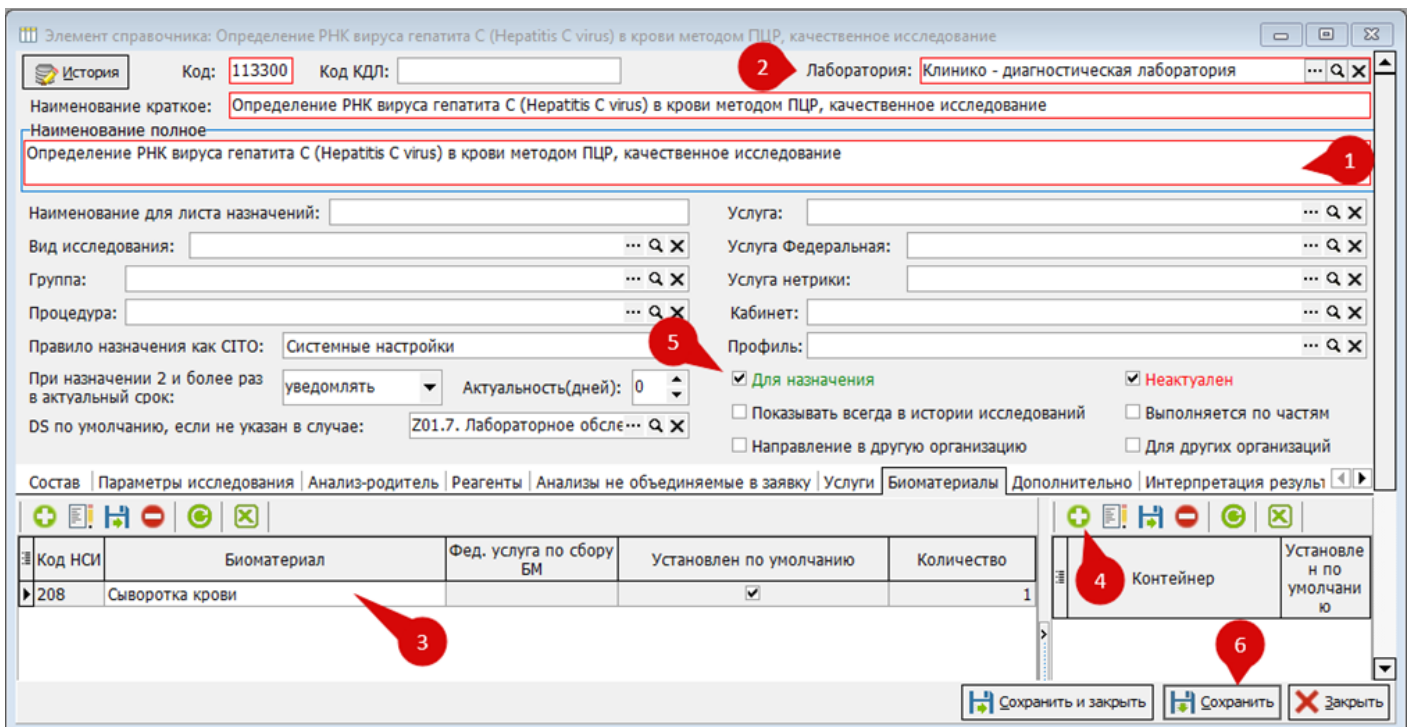 Элемент справочника: Определение РНК вируса гепатита C (Hepatitis C virus) в крови методом ПЦР, качественное исследование
История Код: 113300 Код КДЛ: 2 Лаборатория: Клинико - диагностическая лаборатория
Наименование краткое: Определение РНК вируса гепатита C (Hepatitis C virus) в крови методом ПЦР, качественное исследование
Наименование полное
Определение РНК вируса гепатита C (Hepatitis C virus) в крови методом ПЦР, качественное исследование
1
Наименование для листа назначений: Услуга:
Вид исследования: Услуга Федеральная:
Группа: Услуга нетрики:
Процедура: Кабинет:
Правило назначения как CITO: Системные настройки 5 Профиль:
При назначении 2 и более раз
в актуальный срок: уведомлять Актуальность(дней): 0 Для назначения Неактуален
Показывать всегда в истории исследований Выполняется по частям
DS по умолчанию, если не указан в случае: Z01.7. Лабораторное обсле
Направление в другую организацию Для других организаций
Состав Параметры исследования Анализ-родитель Реагенты Анализы не объединяемые в заявку Услуги Биоматериалы Дополнительно Интерпретация результ
Код НСИ Биоматериал Фед. услуга по сбору БМ Установлен по умолчанию Количество 4 Контейнер Установле
н по
умолчани
ю
208 Сыворотка крови 1
3 6
Сохранить и закрыть Сохранить Закрыть